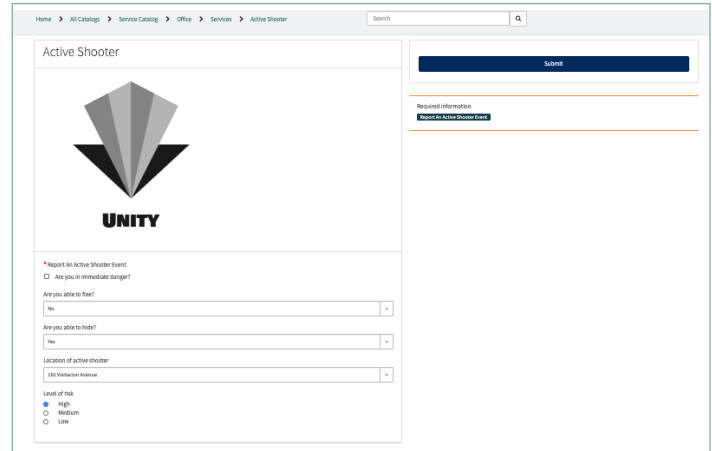 Home > All Catalogs > Service Catalog > Office > Services > Active Shooter
Search
Active Shooter
Submit
Required information
Report An Active Shooter Event
UNITY
*Report An Active Shooter Event
Are you in immediate danger?
Are you able to flee?
No
Are you able to hide?
Yes
Location of active shooter
160 Visitacion Avenue
Level of risk
High
Medium
Low